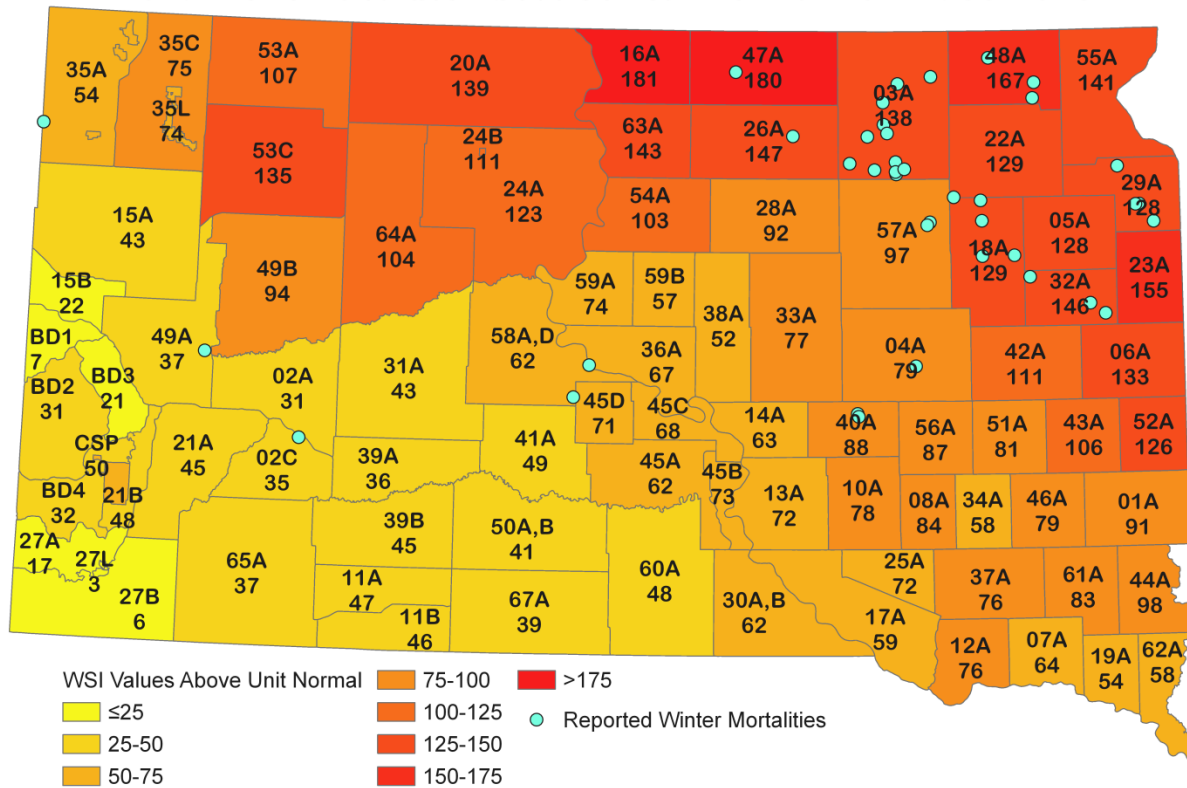 35A
54
35C
75
35L
74
53A
107
53C
135
20A
139
16A
181
47A
180
03A
138
48A
167
55A
141
63A
143
26A
147
22A
129
29A
128
24B
111
24A
123
64A
104
54A
103
28A
92
57A
97
18A
129
05A
128
32A
146
23A
155
15A
43
15B
22
49B
94
49A
37
59A
74
59B
57
38A
52
33A
77
58A,D
62
36A
67
04A
79
42A
111
06A
133
BD1
7
BD2
31
BD3
21
02A
31
31A
43
45D
71
45C
68
14A
63
40A
88
56A
87
51A
81
43A
106
52A
126
CSP
50
21A
45
02C
35
39A
36
41A
49
45A
62
45B
73
13A
72
10A
78
08A
84
34A
58
46A
79
01A
91
BD4
32
21B
48
27A
17
27L
3
27B
6
65A
37
39B
45
50A,B
41
60A
48
11A
47
11B
46
67A
39
30A,B
62
25A
72
17A
59
37A
76
61A
83
44A
98
12A
76
07A
64
19A
54
62A
58
WSI Values Above Unit Normal
≤25
25-50
50-75
75-100
100-125
125-150
150-175
>175
Reported Winter Mortalities